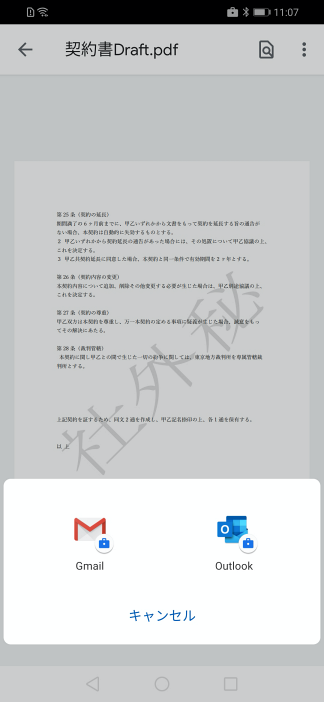 11:07
契約書Draft.pdf
第25条（契約の延長）
期間満了の6ヶ月前までに、甲乙いずれかから文書をもって契約を延長する旨の通告が
ない場合、本契約は自動的に失効するものとする。
2 甲乙いずれかから契約延長の通告があった場合には、その処置について甲乙協議の上、
これを決定する。
3 甲乙共契約延長に同意した場合、本契約と同一条件で有効期間を2ヶ年とする。
第26条（契約内容の変更）
本契約内容について追加、削除その他変更する必要が生じた場合は、甲乙別途協議の上、
これを決定する。
第27条（契約の尊重）
甲乙双方は本契約を尊重し、万一本契約の定める事項に疑義が生じた場合、誠意をもっ
てその解決にあたる。
第28条（裁判管轄）
本契約に関し甲乙との間で生じた一切の紛争に関しては、東京地方裁判所を専属管轄裁
判所とする。
上記契約を証するため、同文2通を作成し、甲乙記名捺印の上、各1通を保有する。
以 上
社外秘
Gmail
Outlook
キャンセル